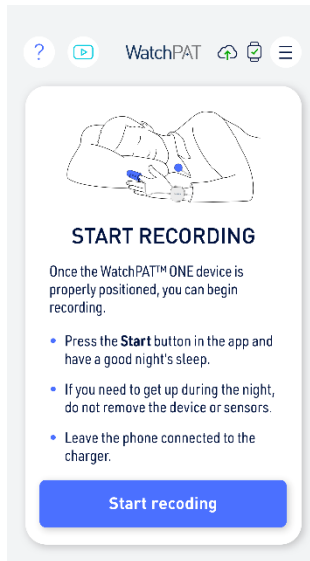 ?
WatchPAT
START RECORDING
Once the WatchPAT™ ONE device is
properly positioned, you can begin
recording.
• Press the Start button in the app and
have a good night's sleep.
• If you need to get up during the night,
do not remove the device or sensors.
• Leave the phone connected to the
charger.
Start recoding